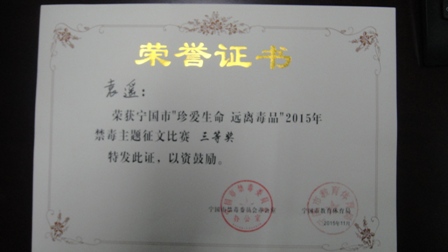 荣誉证书
袁遥：
荣获宁国市"珍爱生命 远离毒品"2015年
禁毒主题征文比赛 三等奖
特发此证，以资鼓励。